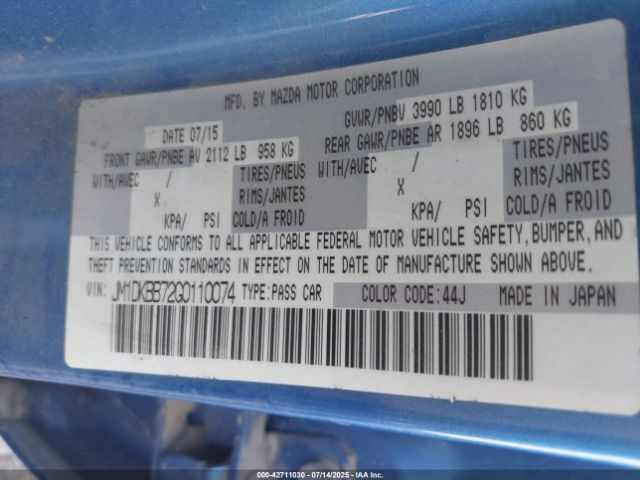 MFD. BY MAZDA MOTOR CORPORATION
DATE 07/15 GVWR/PNBV 3990 LB 1810 KG
FRONT GAWR/PNBE AV 2112 LB 958 KG REAR GAWR/PNBE AR 1896 LB 860 KG
WITH/AVEC / TIRES/PNEUS WITH/AVEC / TIRES/PNEUS
X RIMS/JANTES X RIMS/JANTES
KPA/ PSI COLD/A FROID KPA/ PSI COLD/A FROID
THIS VEHICLE CONFORMS TO ALL APPLICABLE FEDERAL MOTOR VEHICLE SAFETY, BUMPER, AND
THEFT PREVENTION STANDARDS IN EFFECT ON THE DATE OF MANUFACTURE SHOWN ABOVE.
VIN: JM1DKBB72G0110074 TYPE:PASS CAR COLOR CODE: 44J MADE IN JAPAN
000-42711030 - 07/14/2025 - IAA Inc.